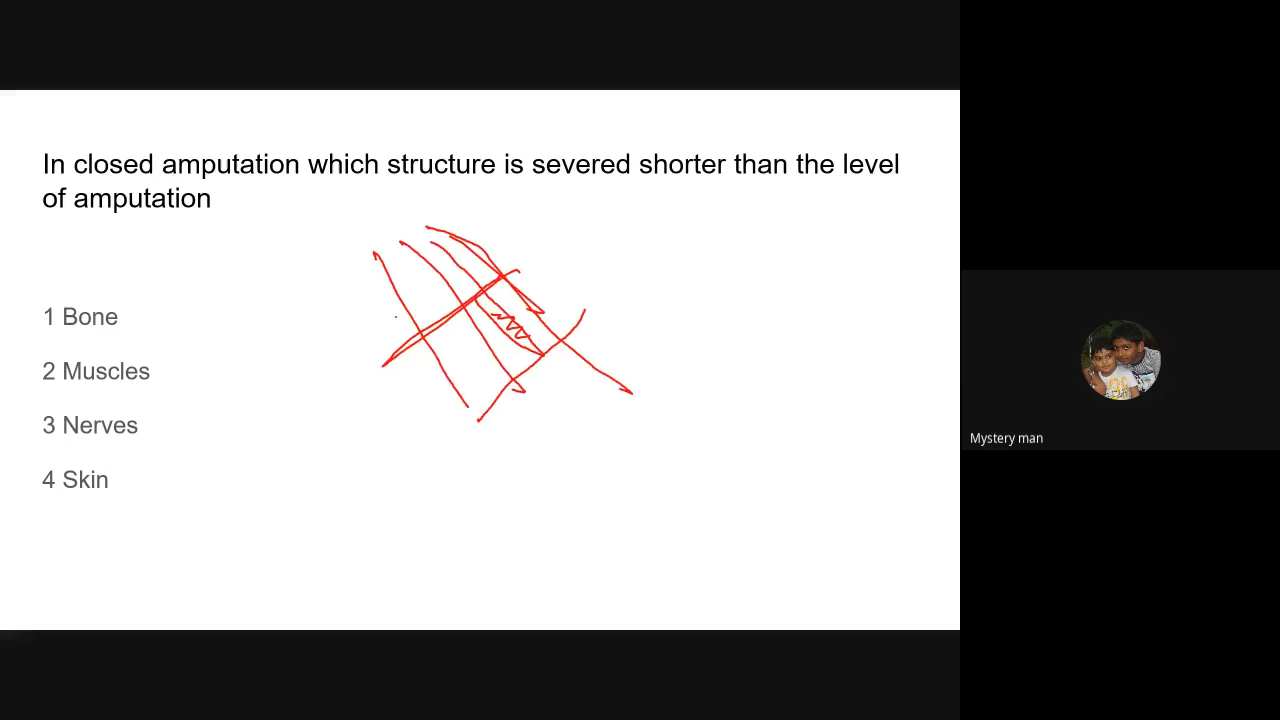 In closed amputation which structure is severed shorter than the level
of amputation
1 Bone
2 Muscles
3 Nerves
4 Skin
Mystery man